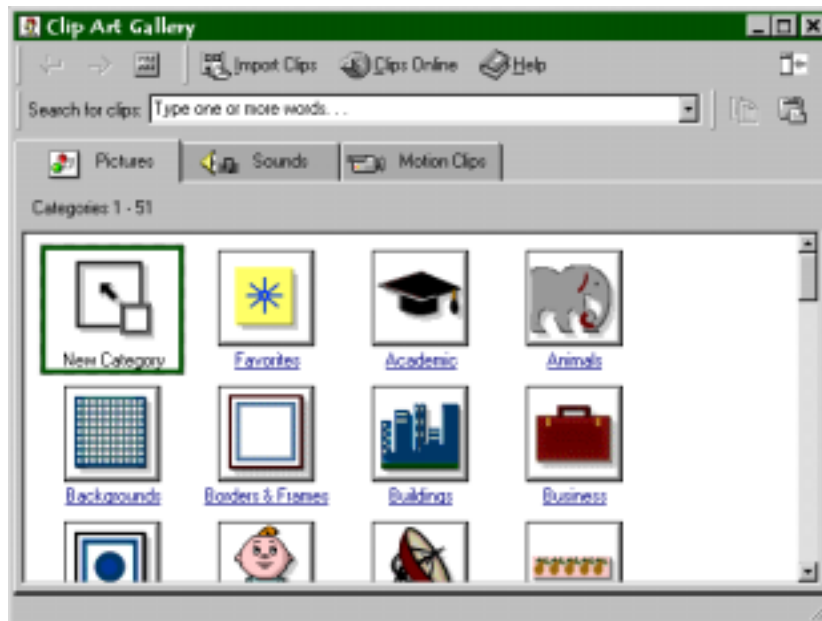 Clip Art Gallery
Import Clips Clips Online Help
Search for clips: Type one or more words...
Pictures Sounds Motion Clips
Categories 1 - 51
New Category Favorites Academic Animals
Backgrounds Borders & Frames Buildings Business